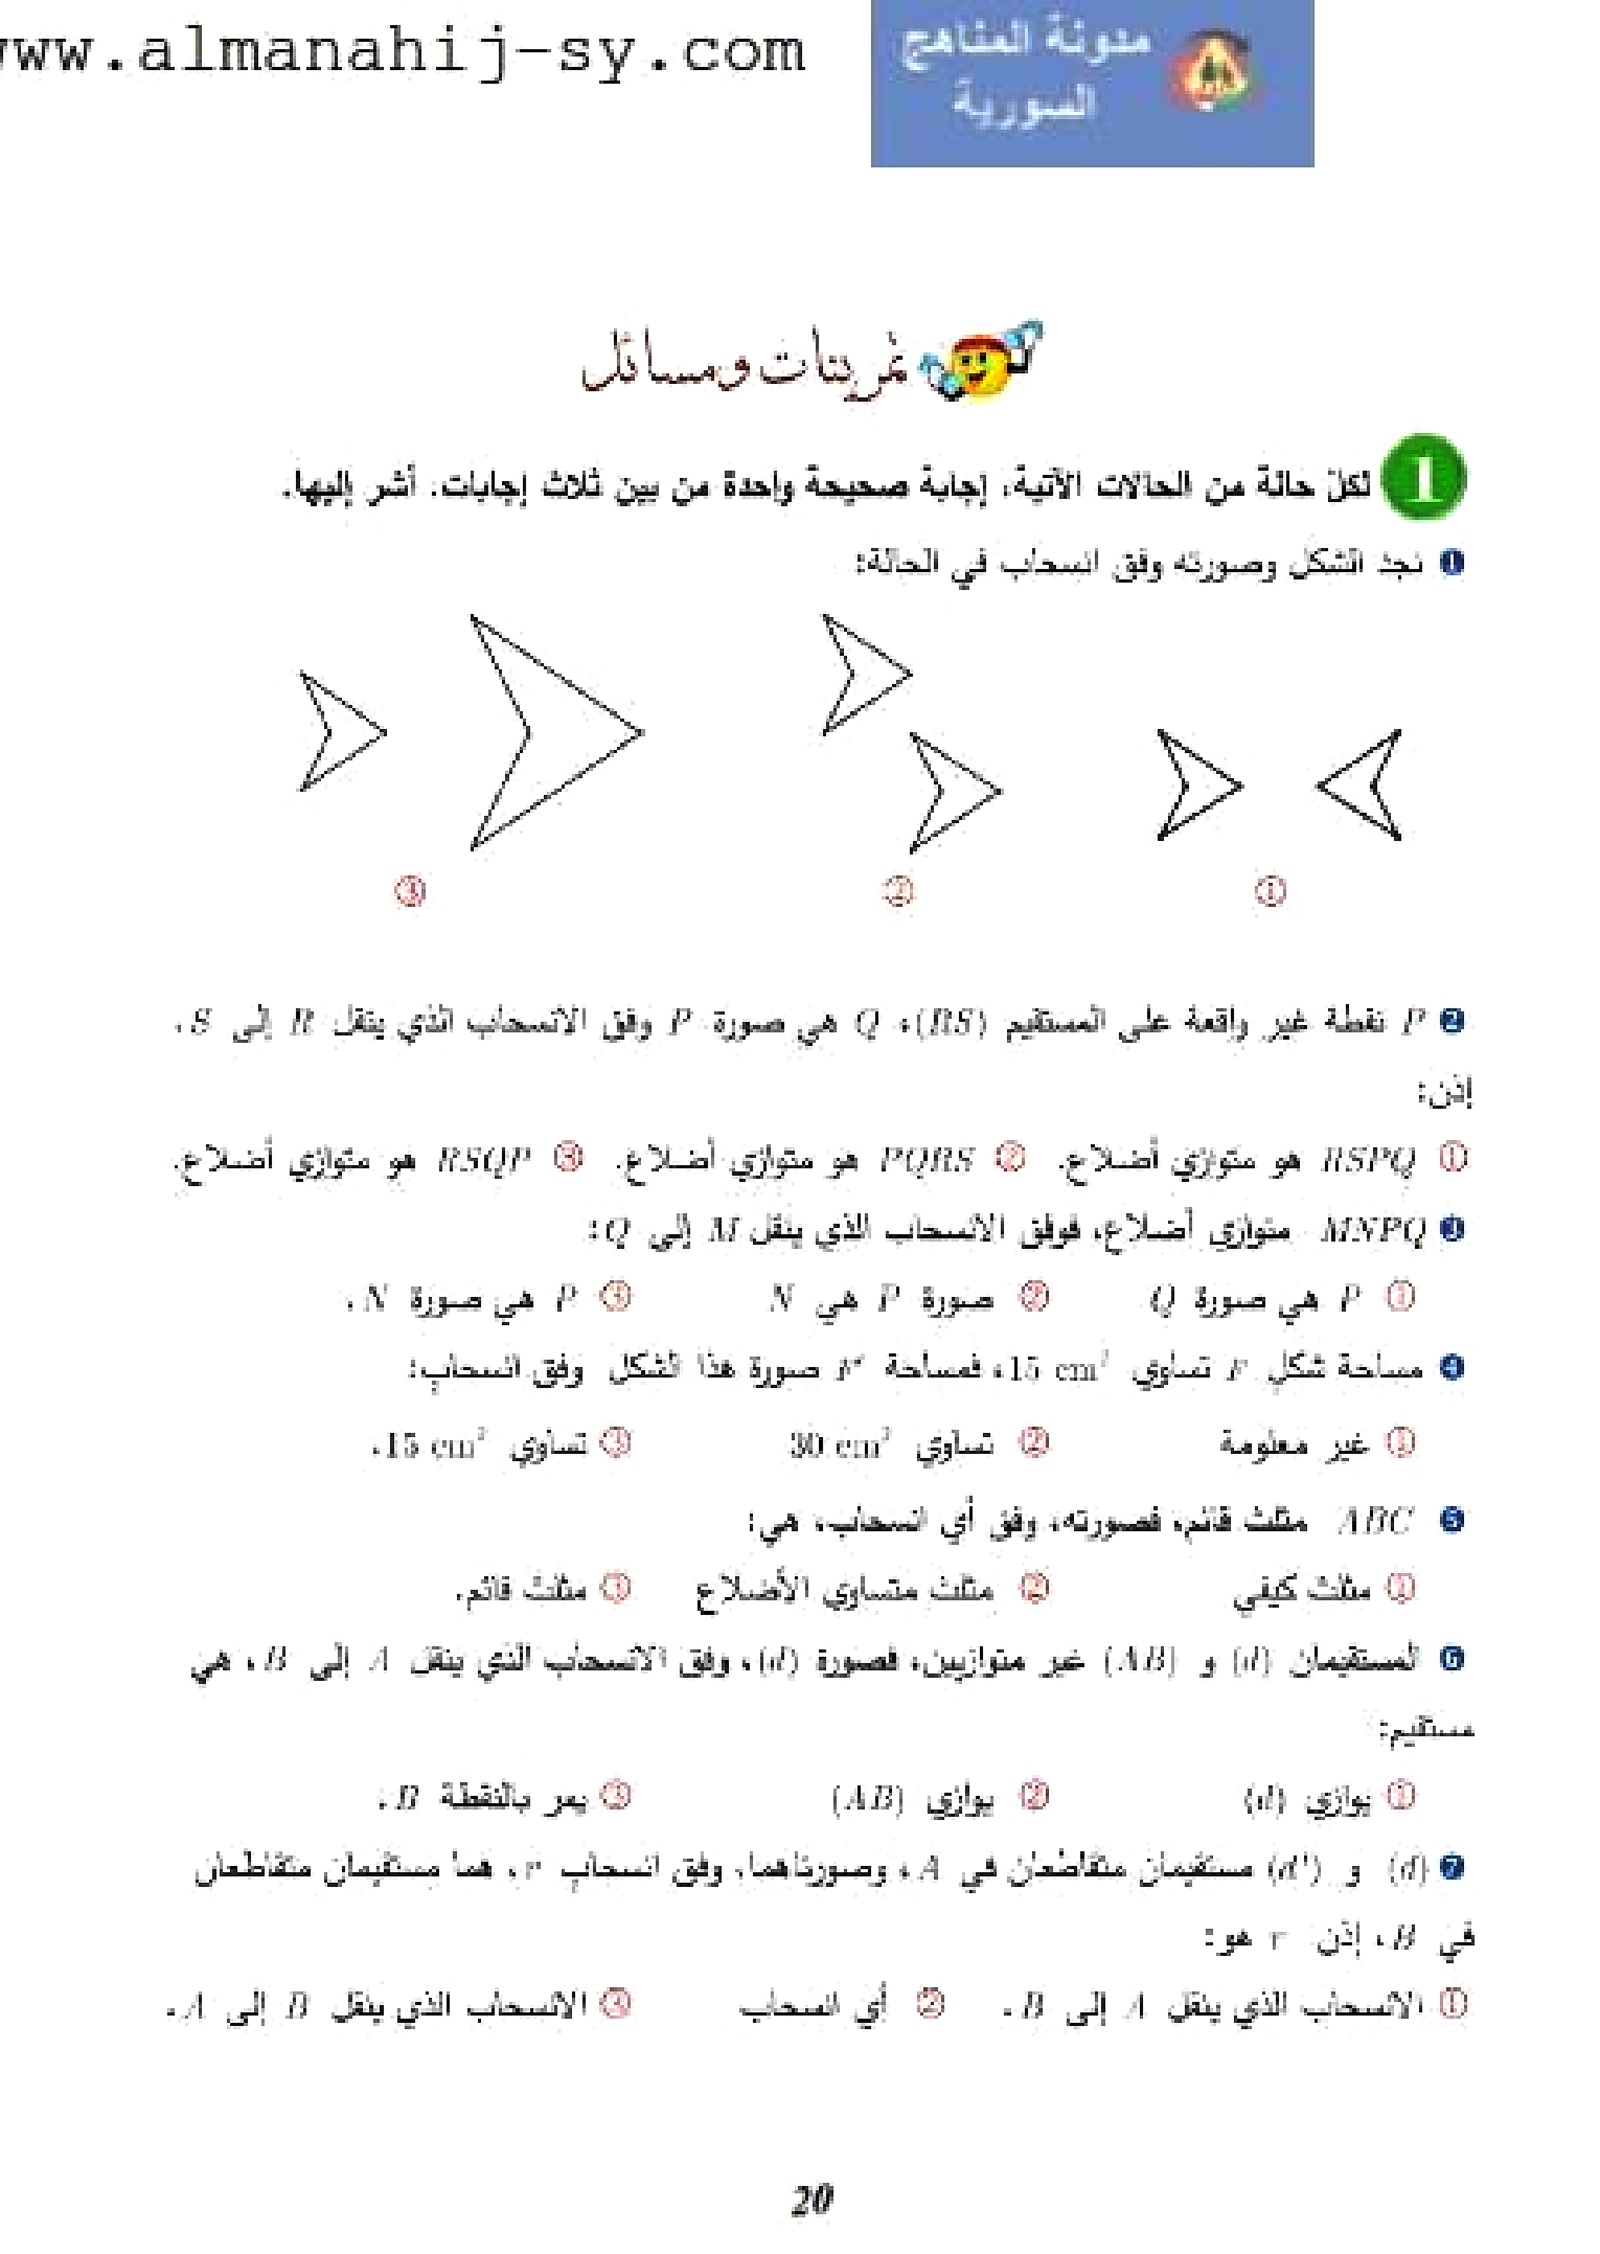 www.almanahij-sy.com
مدونة المناهج
السورية
تمرينات ومسائل
1 لكلّ حالة من الحالات الآتية، إجابة صحيحة واحدة من بين ثلاث إجابات. أشر إليها.
❶ نجد الشكل وصورته وفق انسحاب في الحالة:
① ② ③
❷ P نقطة غير واقعة على المستقيم (RS)، Q هي صورة P وفق الانسحاب الذي ينقل R إلى S.
إذن:
① RSPQ هو متوازي أضلاع. ② PQRS هو متوازي أضلاع. ③ RSQP هو متوازي أضلاع.
❸ MNPQ متوازي أضلاع، فوفق الانسحاب الذي ينقل M إلى Q:
① P هي صورة Q ② صورة P هي N ③ P هي صورة N.
❹ مساحة شكل F تساوي 15 cm²، فمساحة F' صورة هذا الشكل وفق انسحاب:
① غير معلومة ② تساوي 30 cm² ③ تساوي 15 cm².
❺ ABC مثلث قائم، فصورته، وفق أي انسحاب، هي:
① مثلث كيفي ② مثلث متساوي الأضلاع ③ مثلث قائم.
❻ المستقيمان (d) و (AB) غير متوازيين، فصورة (d)، وفق الانسحاب الذي ينقل A إلى B، هي
مستقيم:
① يوازي (d) ② يوازي (AB) ③ يمر بالنقطة B.
❼ (d) و (d') مستقيمان متقاطعان في A، وصورتاهما، وفق انسحاب r، هما مستقيمان متقاطعان
في B، إذن r هو:
① الانسحاب الذي ينقل A إلى B. ② أي انسحاب ③ الانسحاب الذي ينقل B إلى A.
20